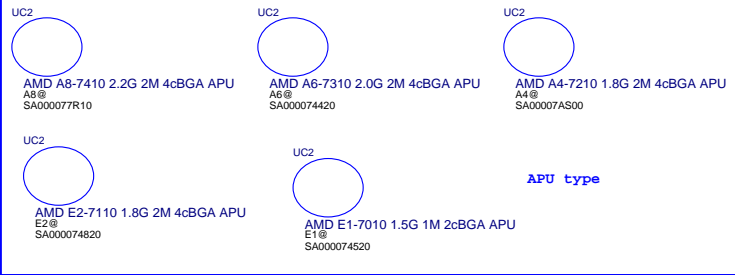 UC2
AMD A8-7410 2.2G 2M 4cBGA APU
A8@
SA000077R10
UC2
AMD A6-7310 2.0G 2M 4cBGA APU
A6@
SA000074420
UC2
AMD A4-7210 1.8G 2M 4cBGA APU
A4@
SA00007AS00
UC2
AMD E2-7110 1.8G 2M 4cBGA APU
E2@
SA000074820
UC2
AMD E1-7010 1.5G 1M 2cBGA APU
E1@
SA000074520
APU type